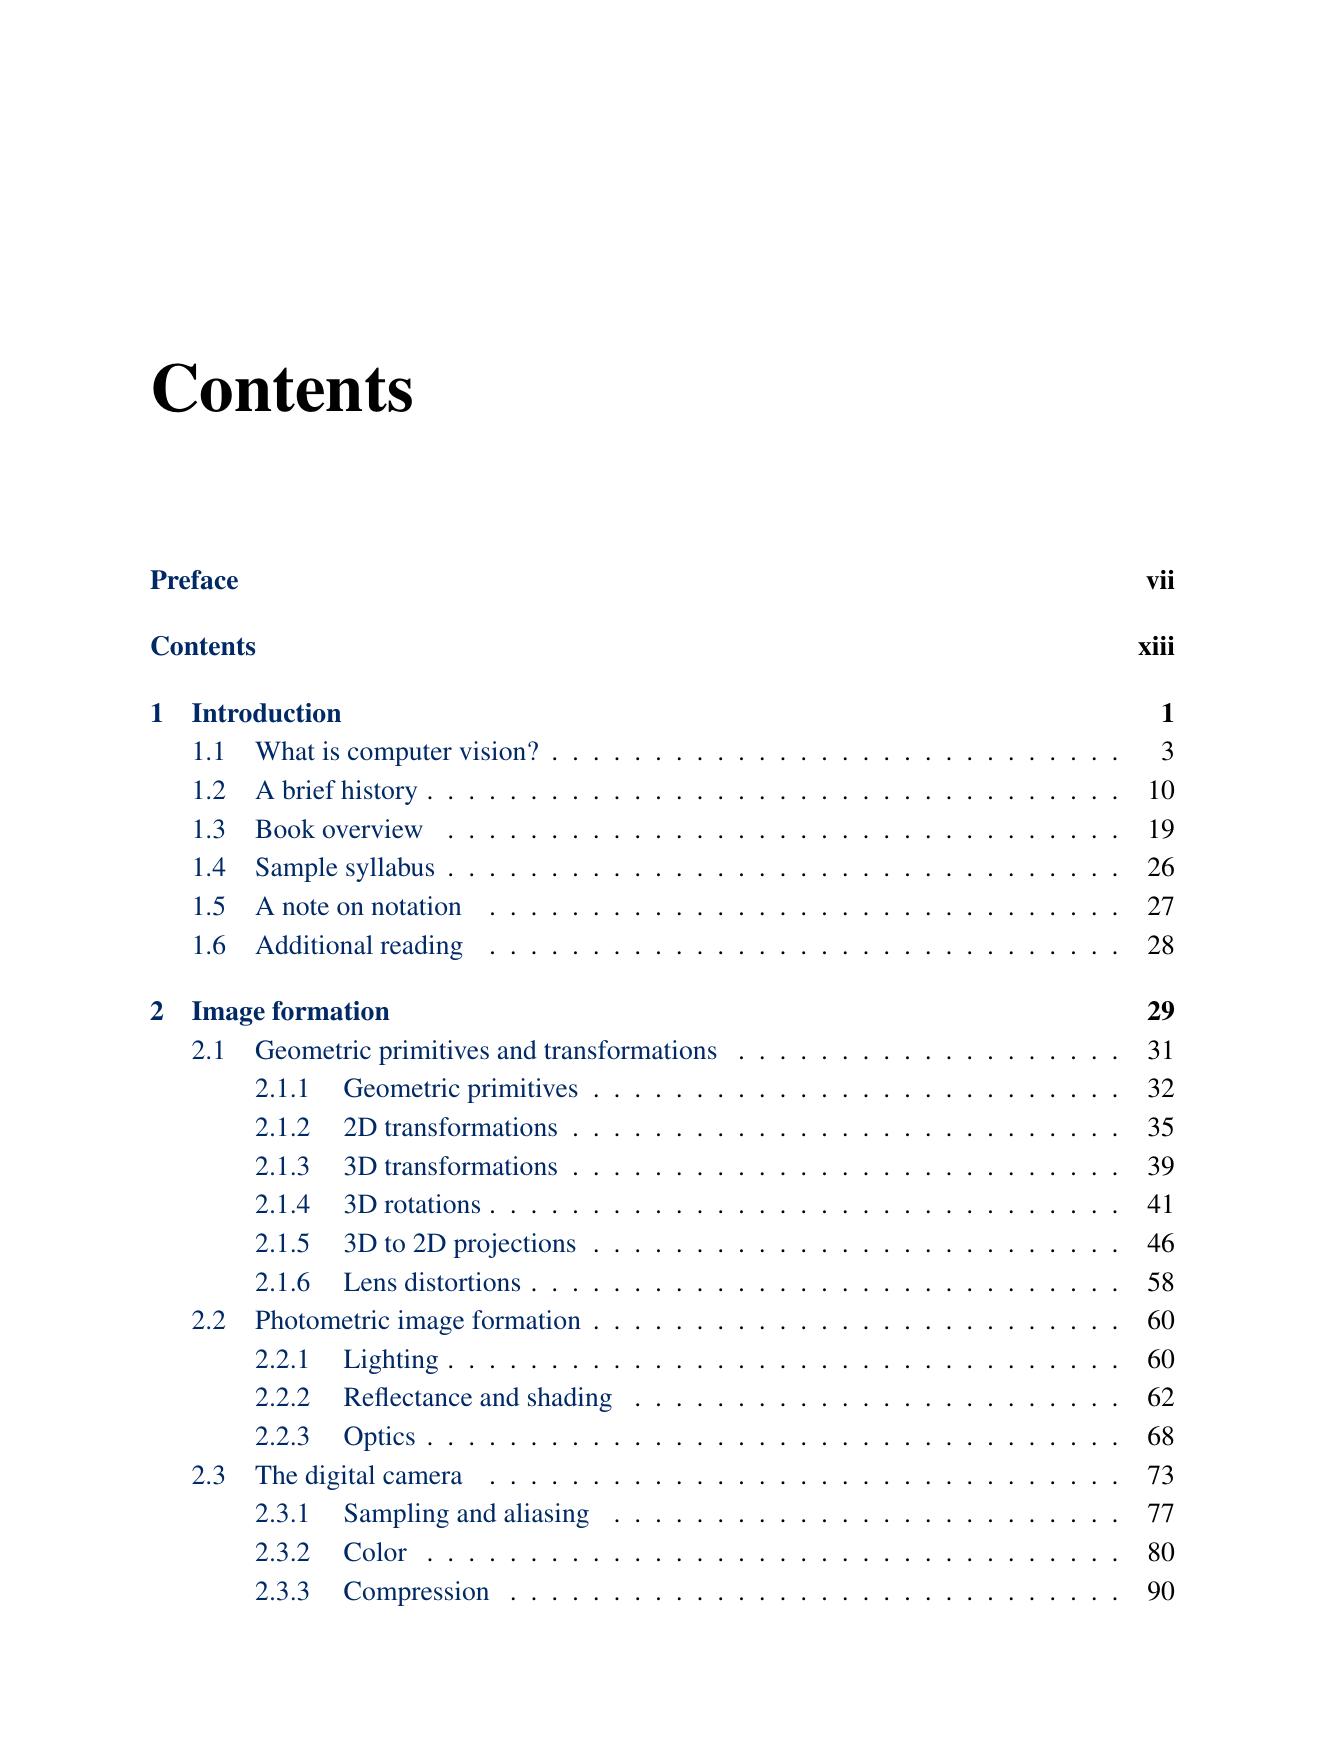 Contents
Preface vii
Contents xiii
1 Introduction 1
1.1 What is computer vision? . . . . . . . . . . . . . . . . . . . . . . . . . . . . 3
1.2 A brief history . . . . . . . . . . . . . . . . . . . . . . . . . . . . . . . . . . 10
1.3 Book overview . . . . . . . . . . . . . . . . . . . . . . . . . . . . . . . . . 19
1.4 Sample syllabus . . . . . . . . . . . . . . . . . . . . . . . . . . . . . . . . . 26
1.5 A note on notation . . . . . . . . . . . . . . . . . . . . . . . . . . . . . . . 27
1.6 Additional reading . . . . . . . . . . . . . . . . . . . . . . . . . . . . . . . 28
2 Image formation 29
2.1 Geometric primitives and transformations . . . . . . . . . . . . . . . . . . . 31
2.1.1 Geometric primitives . . . . . . . . . . . . . . . . . . . . . . . . . . 32
2.1.2 2D transformations . . . . . . . . . . . . . . . . . . . . . . . . . . . 35
2.1.3 3D transformations . . . . . . . . . . . . . . . . . . . . . . . . . . . 39
2.1.4 3D rotations . . . . . . . . . . . . . . . . . . . . . . . . . . . . . . . 41
2.1.5 3D to 2D projections . . . . . . . . . . . . . . . . . . . . . . . . . . 46
2.1.6 Lens distortions . . . . . . . . . . . . . . . . . . . . . . . . . . . . . 58
2.2 Photometric image formation . . . . . . . . . . . . . . . . . . . . . . . . . . 60
2.2.1 Lighting . . . . . . . . . . . . . . . . . . . . . . . . . . . . . . . . . 60
2.2.2 Reflectance and shading . . . . . . . . . . . . . . . . . . . . . . . . 62
2.2.3 Optics . . . . . . . . . . . . . . . . . . . . . . . . . . . . . . . . . . 68
2.3 The digital camera . . . . . . . . . . . . . . . . . . . . . . . . . . . . . . . 73
2.3.1 Sampling and aliasing . . . . . . . . . . . . . . . . . . . . . . . . . 77
2.3.2 Color . . . . . . . . . . . . . . . . . . . . . . . . . . . . . . . . . . 80
2.3.3 Compression . . . . . . . . . . . . . . . . . . . . . . . . . . . . . . 90